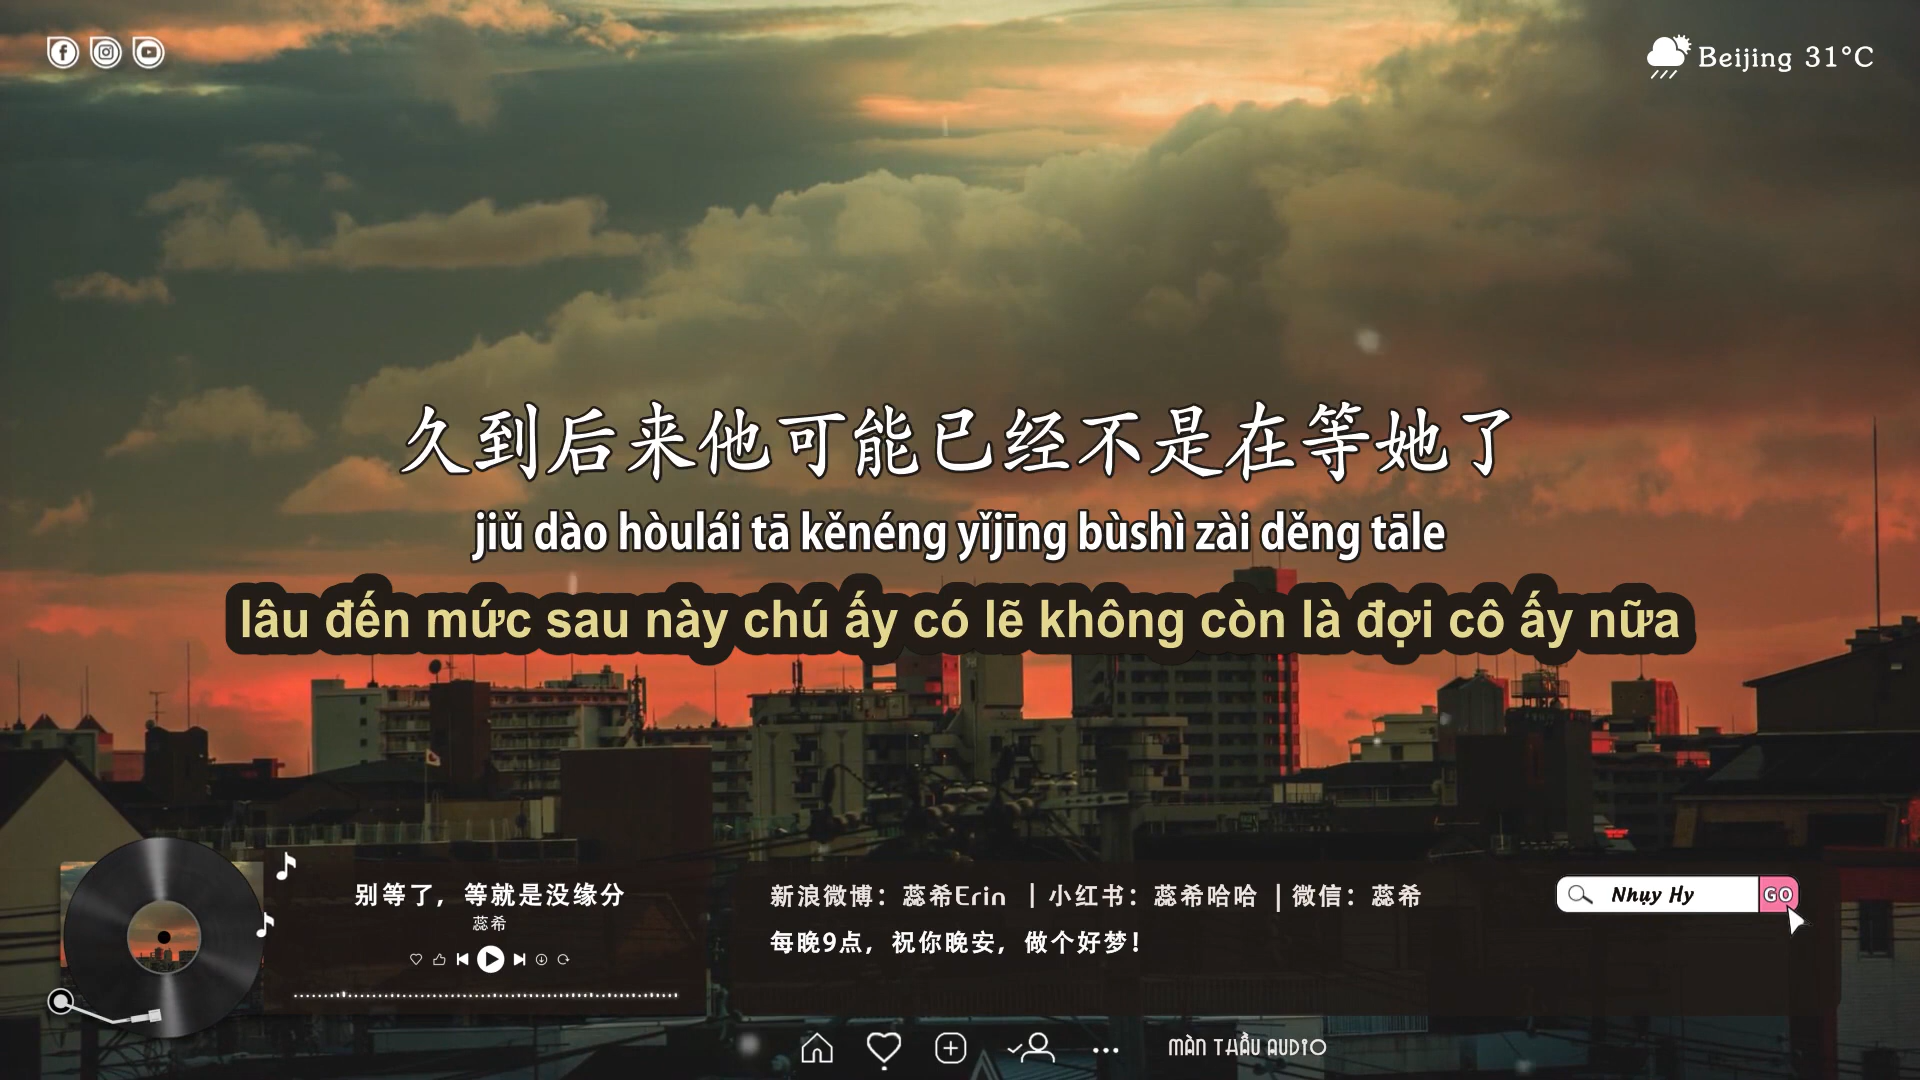 Beijing 31°C
久到后来他可能已经不是在等她了
jiǔ dào hòulái tā kěnéng yǐjīng bùshì zài děng tāle
lâu đến mức sau này chú ấy có lẽ không còn là đợi cô ấy nữa
别等了，等就是没缘分
蕊希
新浪微博：蕊希Erin ｜小红书：蕊希哈哈 ｜微信：蕊希
每晚9点，祝你晚安，做个好梦！
Nhụy Hy
GO
MÀN THẦU AUDIO